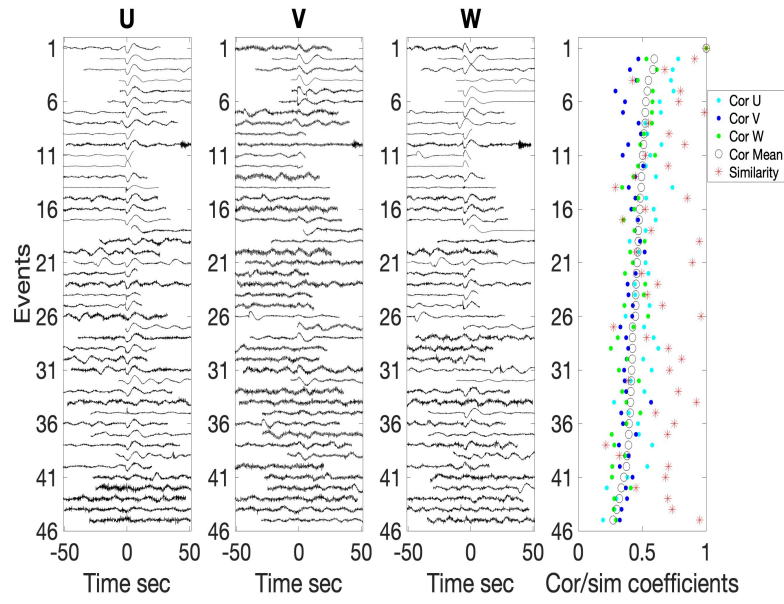 U V W
1 1 1 1
6 6 6 6
11 11 11 11
16 16 16 16
21 21 21 21
26 26 26 26
31 31 31 31
36 36 36 36
41 41 41 41
46 46 46 46
Events
-50 0 50 -50 0 50 -50 0 50 0 0.5 1
Time sec Time sec Time sec Cor/sim coefficients
Cor U
Cor V
Cor W
Cor Mean
Similarity